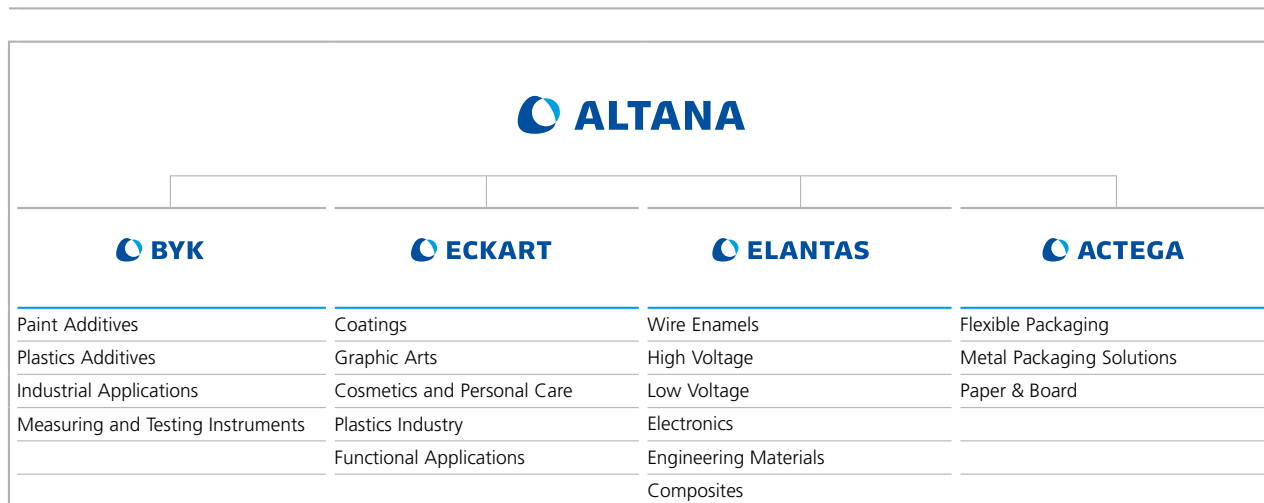 ALTANA
BYK
Paint Additives
Plastics Additives
Industrial Applications
Measuring and Testing Instruments
ECKART
Coatings
Graphic Arts
Cosmetics and Personal Care
Plastics Industry
Functional Applications
ELANTAS
Wire Enamels
High Voltage
Low Voltage
Electronics
Engineering Materials
Composites
ACTEGA
Flexible Packaging
Metal Packaging Solutions
Paper & Board